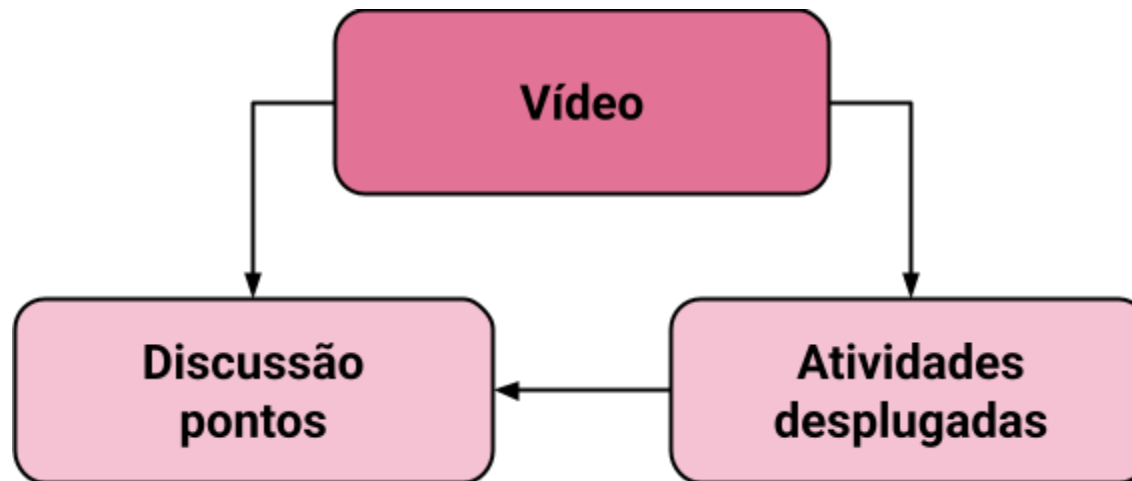 Vídeo
Discussão
pontos
Atividades
desplugadas